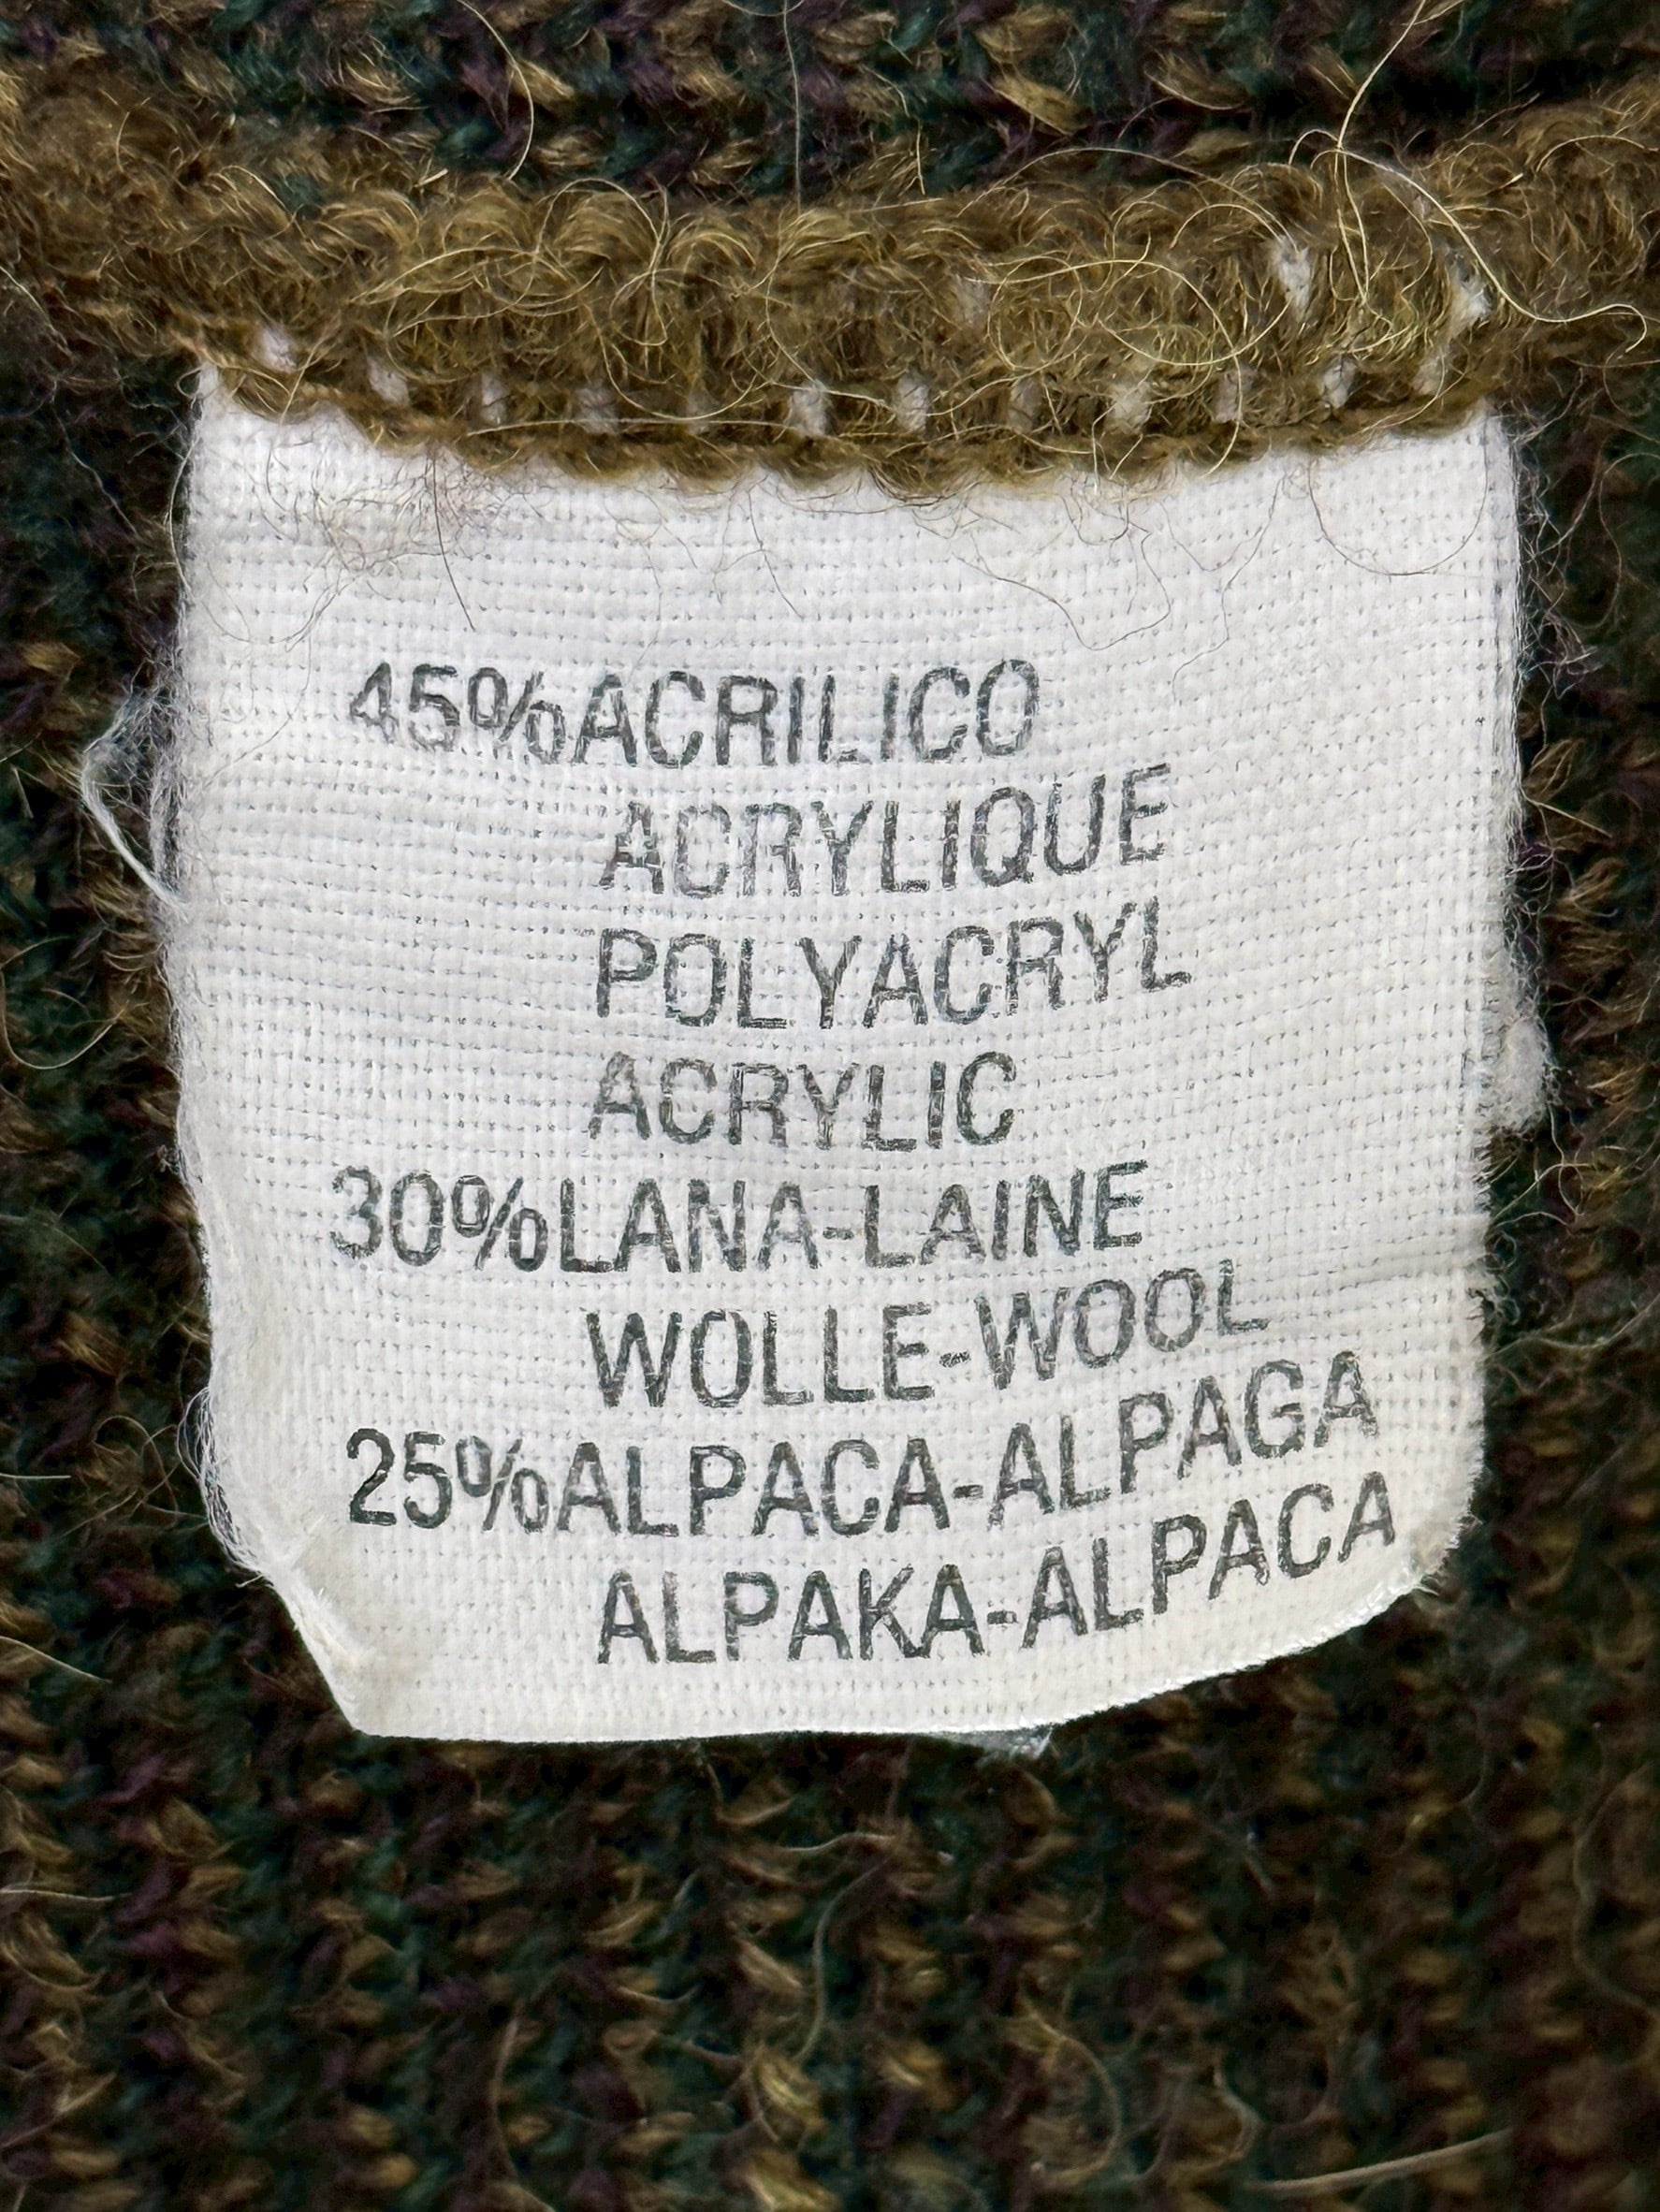 45%ACRILICO
ACRYLIQUE
POLYACRYL
ACRYLIC
30%LANA-LAINE
WOLLE-WOOL
25%ALPACA-ALPAGA
ALPAKA-ALPACA